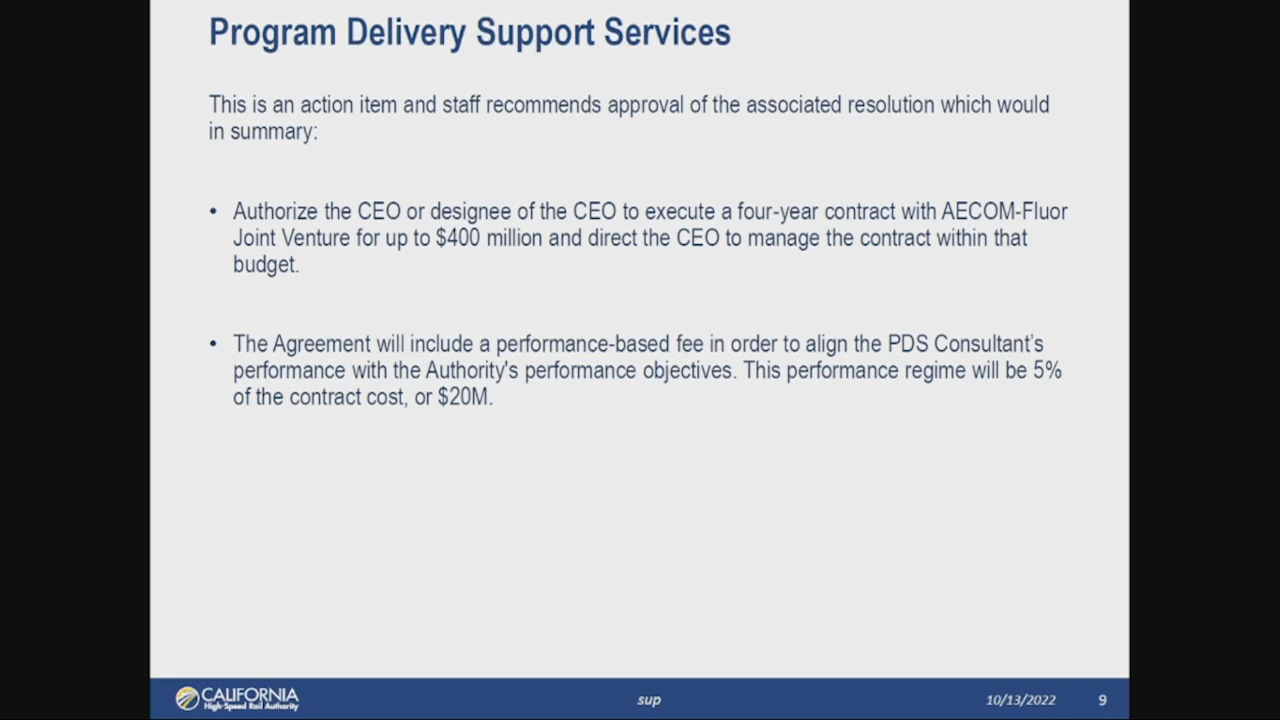 Program Delivery Support Services
This is an action item and staff recommends approval of the associated resolution which would
in summary:
• Authorize the CEO or designee of the CEO to execute a four-year contract with AECOM-Fluor
Joint Venture for up to $400 million and direct the CEO to manage the contract within that
budget.
• The Agreement will include a performance-based fee in order to align the PDS Consultant’s
performance with the Authority's performance objectives. This performance regime will be 5%
of the contract cost, or $20M.
CALIFORNIA
High-Speed Rail Authority
sup
10/13/2022
9